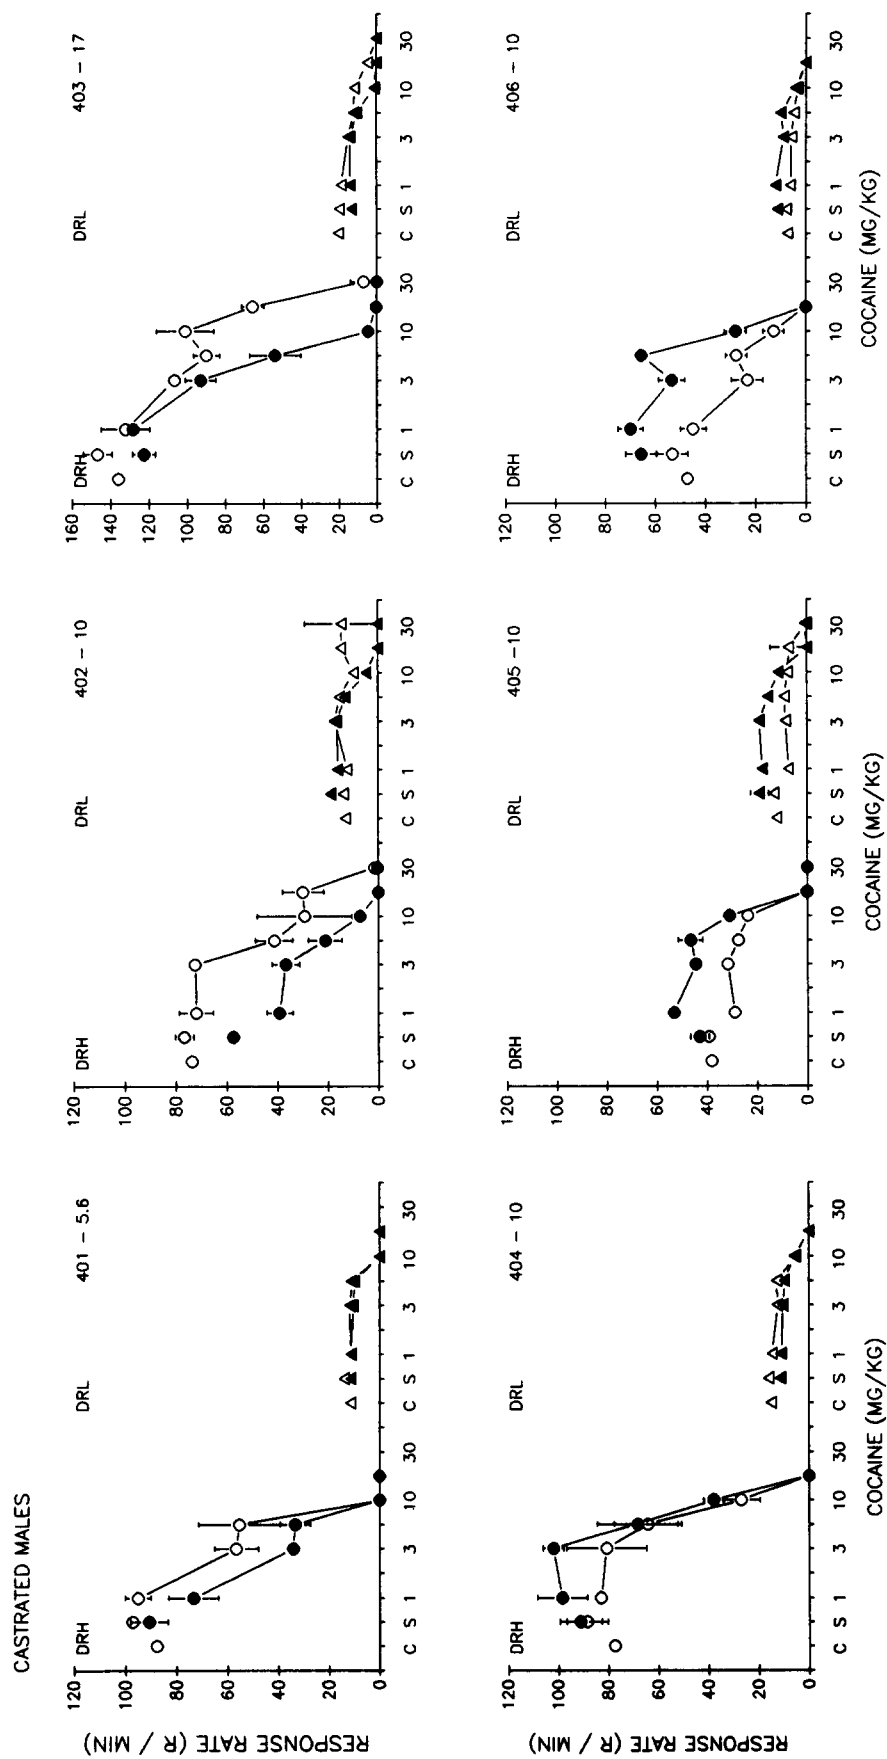 CASTRATED MALES
401 – 5.6
DRH
DRL
120
100
80
60
40
20
0
RESPONSE RATE (R / MIN)
C S 1 3 10 30 C S 1 3 10 30
402 – 10
DRH
DRL
120
100
80
60
40
20
0
C S 1 3 10 30 C S 1 3 10 30
403 – 17
DRH
DRL
160
140
120
100
80
60
40
20
0
C S 1 3 10 30 C S 1 3 10 30
404 – 10
DRH
DRL
120
100
80
60
40
20
0
RESPONSE RATE (R / MIN)
C S 1 3 10 30 C S 1 3 10 30
COCAINE (MG/KG)
405 –10
DRH
DRL
120
100
80
60
40
20
0
C S 1 3 10 30 C S 1 3 10 30
COCAINE (MG/KG)
406 – 10
DRH
DRL
120
100
80
60
40
20
0
C S 1 3 10 30 C S 1 3 10 30
COCAINE (MG/KG)